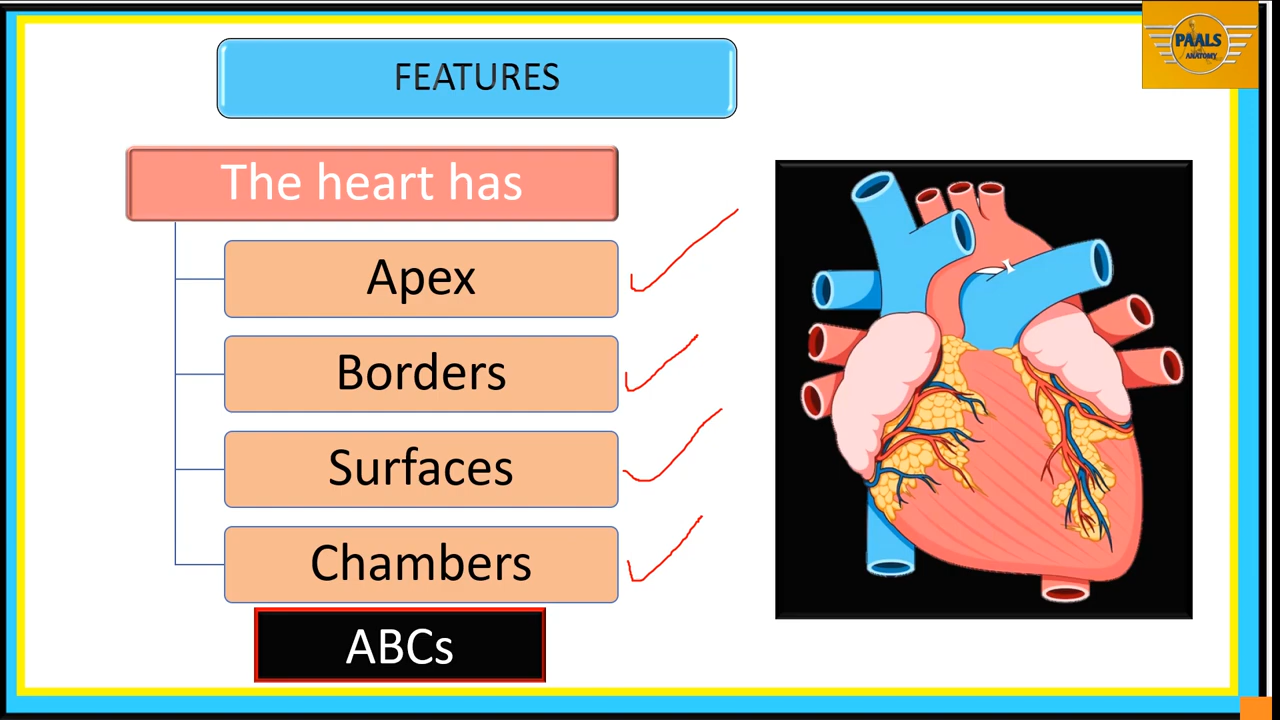 PAALS
ANATOMY
FEATURES
The heart has
Apex
Borders
Surfaces
Chambers
ABCs